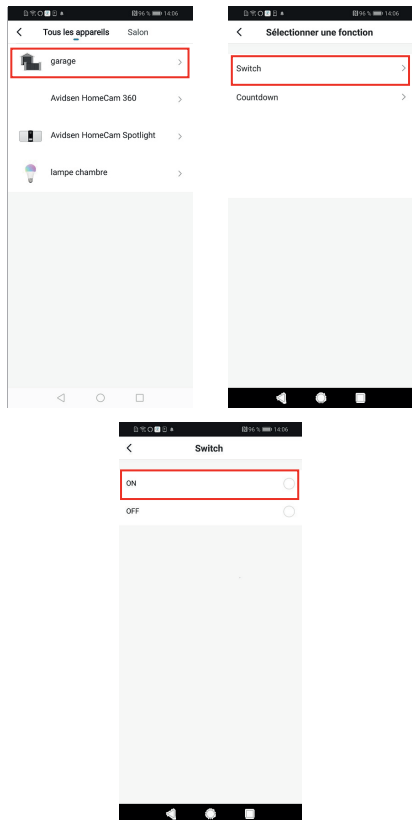 96 % 14:06
Tous les appareils Salon
garage
Avidsen HomeCam 360
Avidsen HomeCam Spotlight
lampe chambre
96 % 14:06
Sélectionner une fonction
Switch
Countdown
96 % 14:06
Switch
ON
OFF